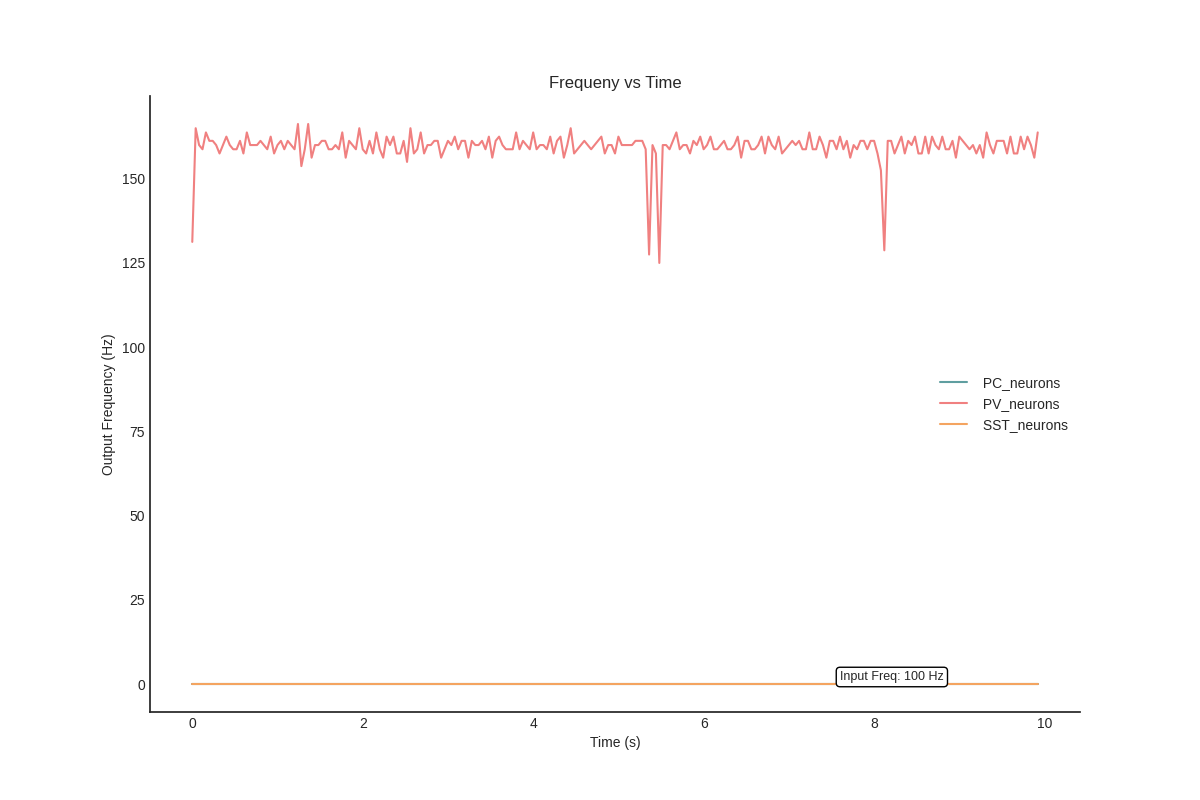 Frequeny vs Time
150
125
100
75
50
25
0
Output Frequency (Hz)
PC_neurons
PV_neurons
SST_neurons
Input Freq: 100 Hz
0 2 4 6 8 10
Time (s)